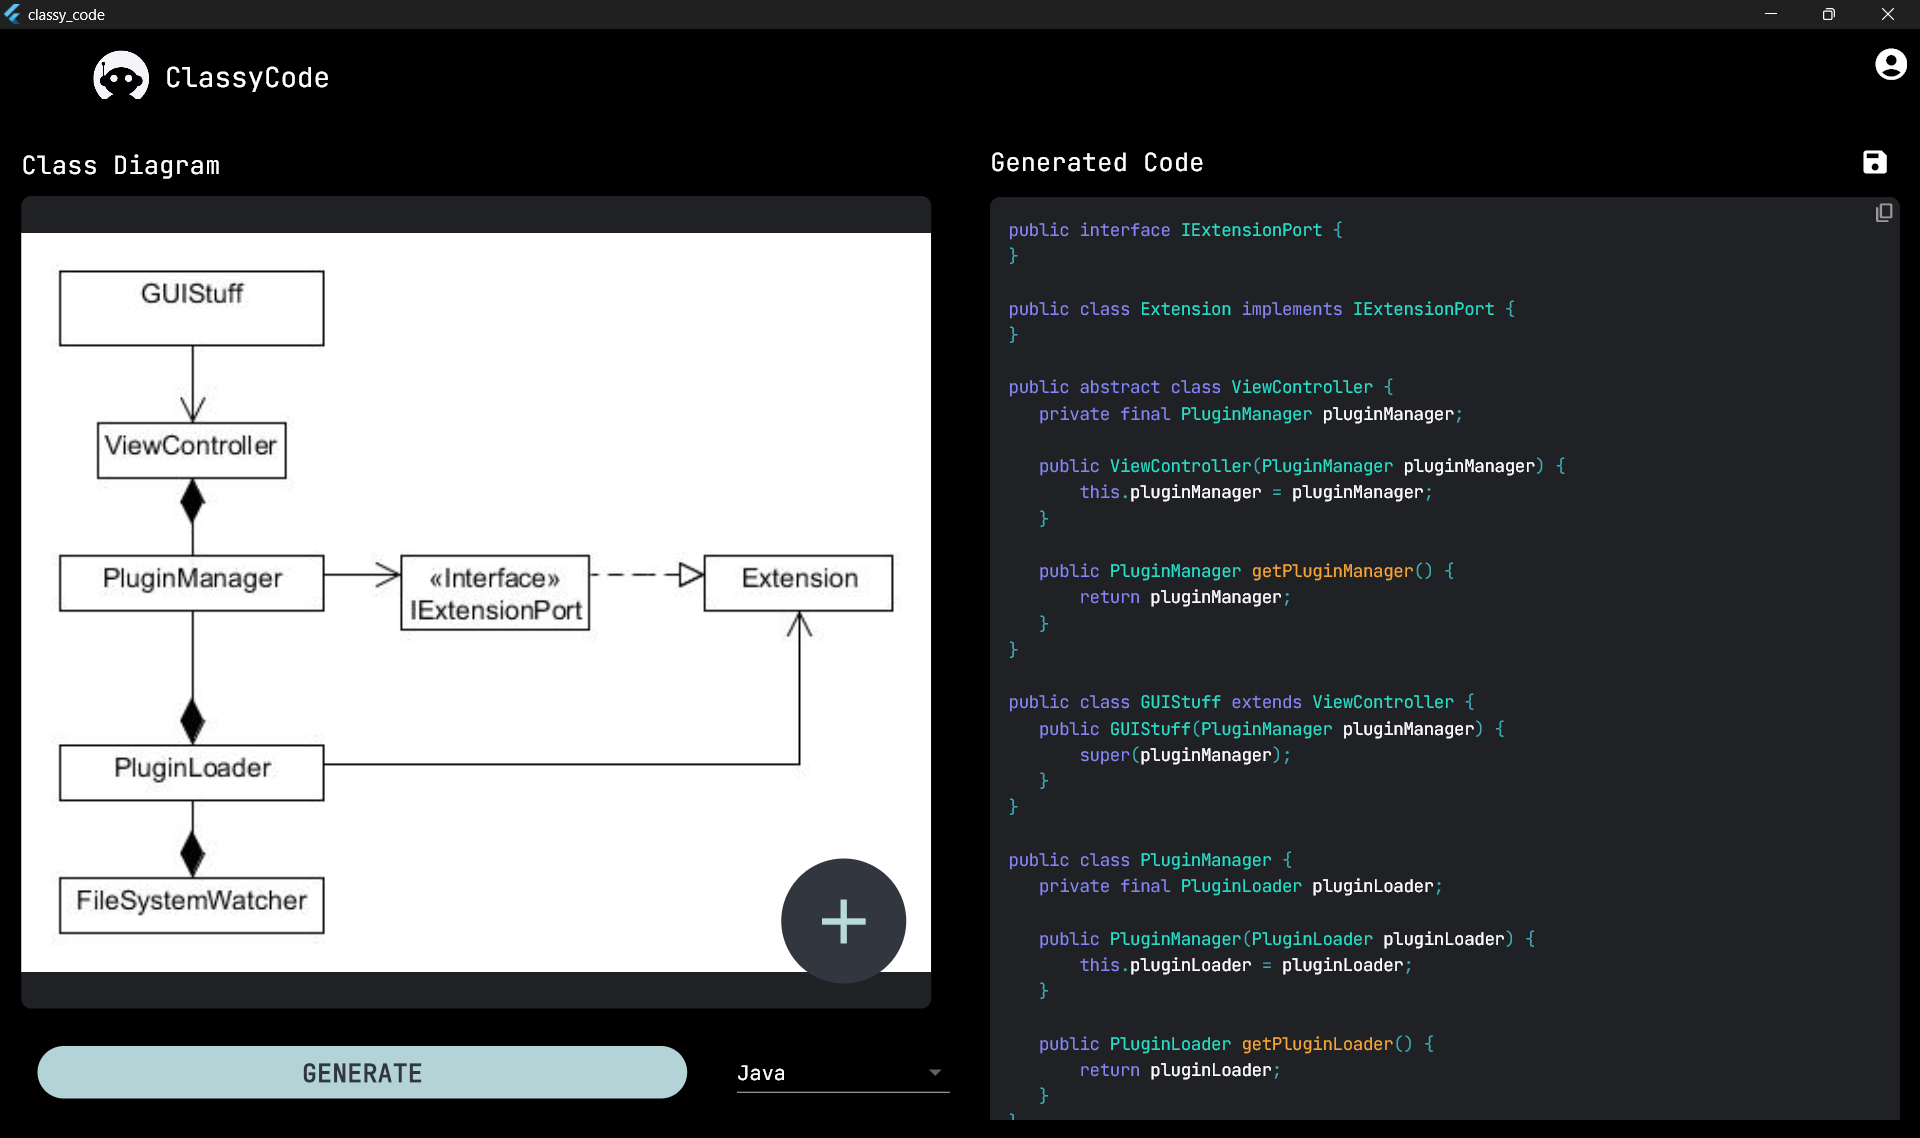 classy_code
ClassyCode
Class Diagram
GUIStuff
ViewController
PluginManager
«Interface»
IExtensionPort
Extension
PluginLoader
FileSystemWatcher
GENERATE
Java
Generated Code
public interface IExtensionPort {
}
public class Extension implements IExtensionPort {
}
public abstract class ViewController {
private final PluginManager pluginManager;
public ViewController(PluginManager pluginManager) {
this.pluginManager = pluginManager;
}
public PluginManager getPluginManager() {
return pluginManager;
}
}
public class GUIStuff extends ViewController {
public GUIStuff(PluginManager pluginManager) {
super(pluginManager);
}
}
public class PluginManager {
private final PluginLoader pluginLoader;
public PluginManager(PluginLoader pluginLoader) {
this.pluginLoader = pluginLoader;
}
public PluginLoader getPluginLoader() {
return pluginLoader;
}
}